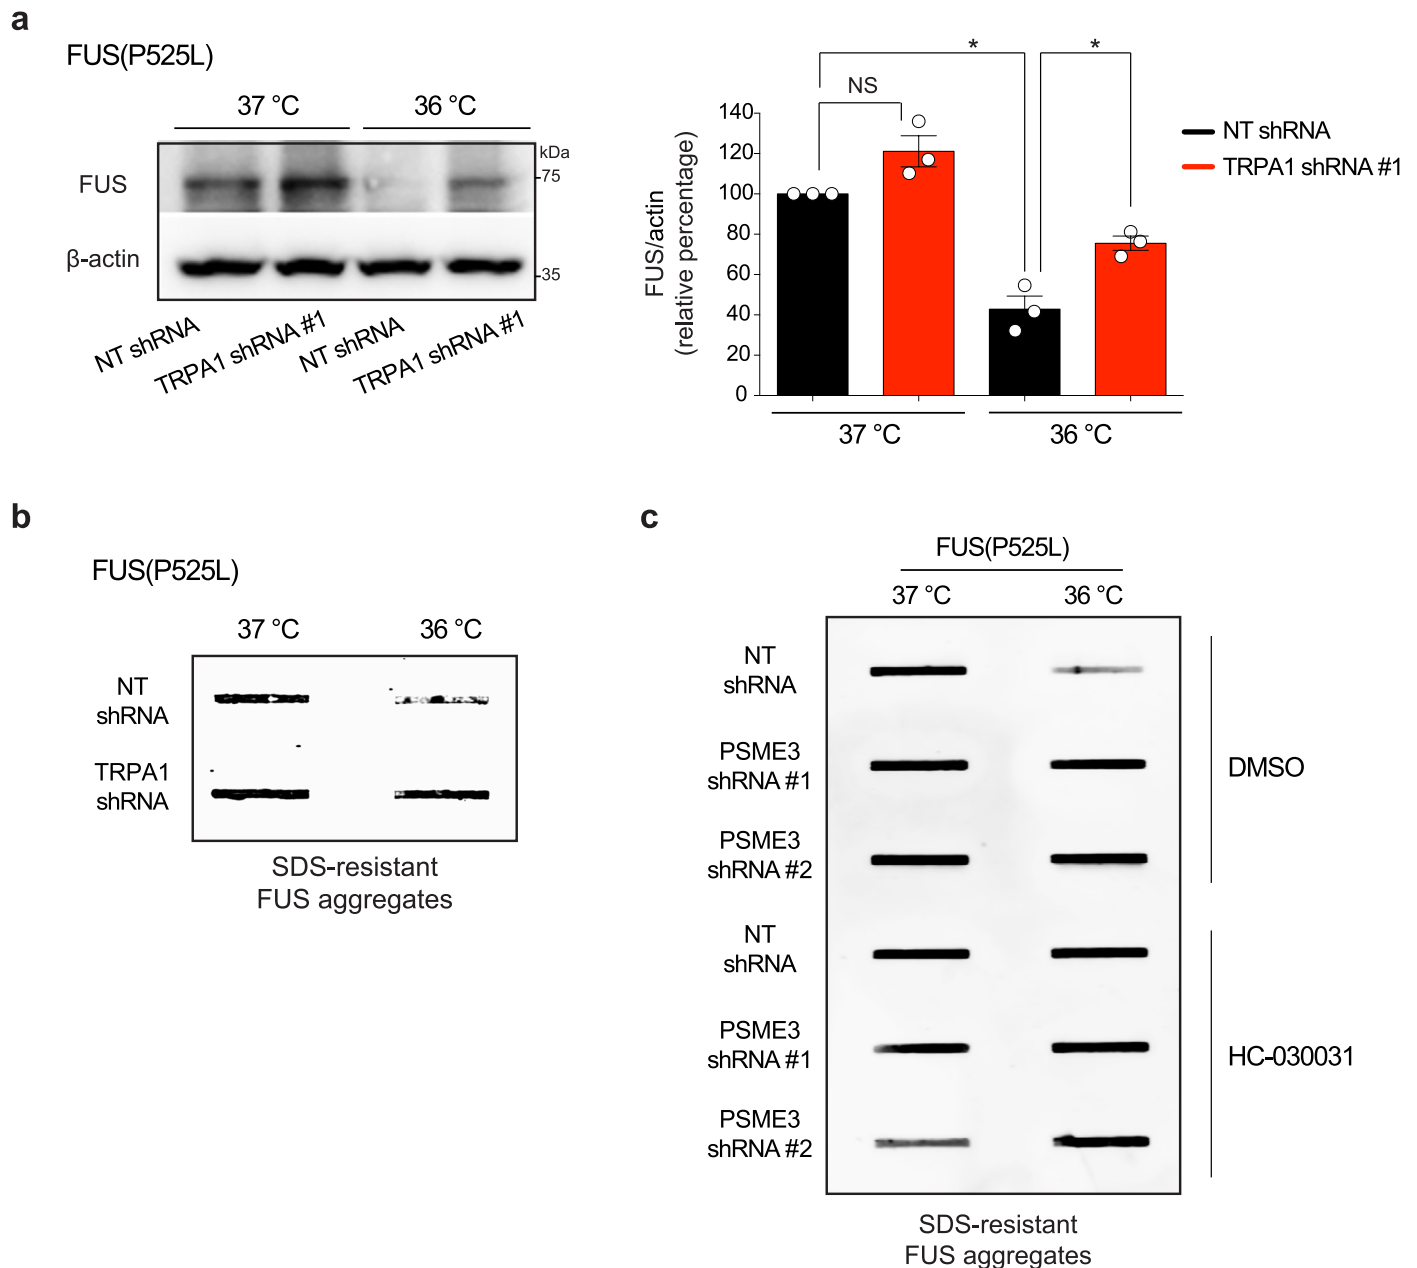 a
FUS(P525L)
37 °C 36 °C
kDa
FUS
75
β-actin
35
NT shRNA
TRPA1 shRNA #1
NT shRNA
TRPA1 shRNA #1
* *
NS
FUS/actin
(relative percentage)
140
120
100
80
60
40
20
0
37 °C 36 °C
NT shRNA
TRPA1 shRNA #1
b
FUS(P525L)
37 °C 36 °C
NT
shRNA
TRPA1
shRNA
SDS-resistant
FUS aggregates
c
FUS(P525L)
37 °C 36 °C
NT
shRNA
PSME3
shRNA #1
PSME3
shRNA #2
DMSO
NT
shRNA
PSME3
shRNA #1
PSME3
shRNA #2
HC-030031
SDS-resistant
FUS aggregates